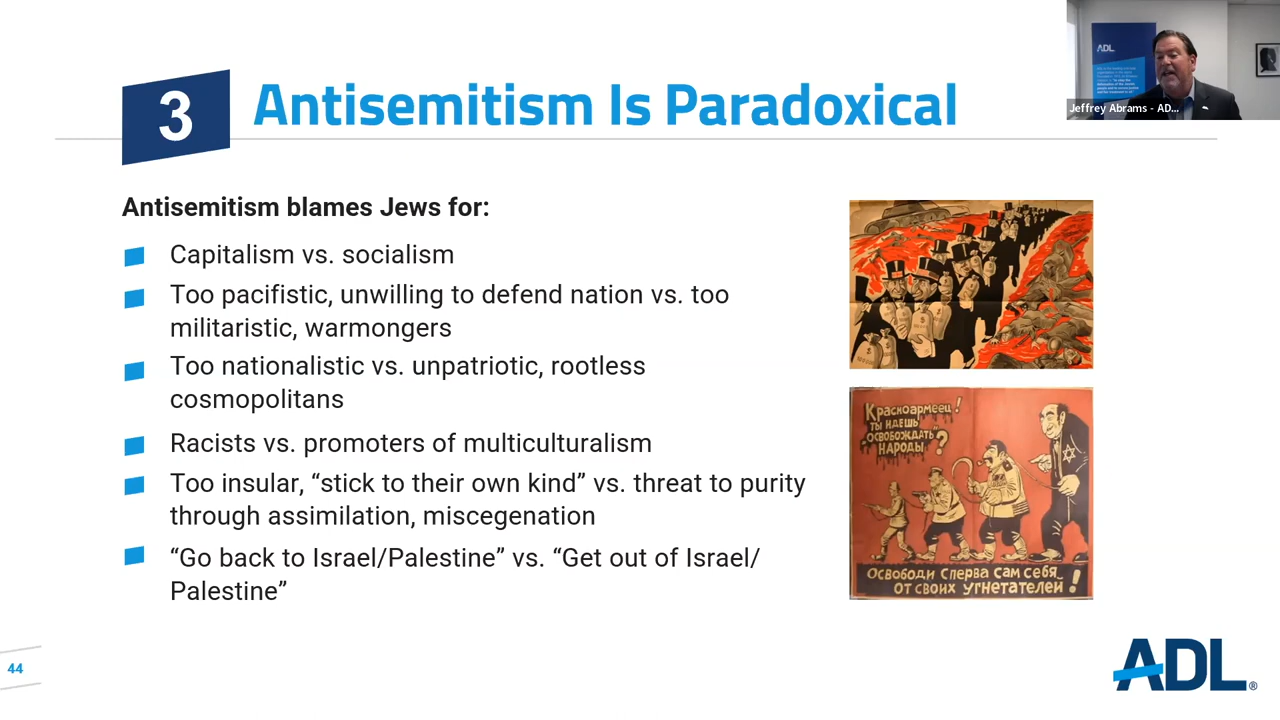 3
Antisemitism Is Paradoxical
ADL
Jeffrey Abrams - AD...
Antisemitism blames Jews for:
Capitalism vs. socialism
Too pacifistic, unwilling to defend nation vs. too
militaristic, warmongers
Too nationalistic vs. unpatriotic, rootless
cosmopolitans
Racists vs. promoters of multiculturalism
Too insular, “stick to their own kind” vs. threat to purity
through assimilation, miscegenation
“Go back to Israel/Palestine” vs. “Get out of Israel/
Palestine”
Красноармеец!
ты идешь
"освобождать"
народы?
Освободи сперва сам себя
от своих угнетателей!
44
ADL®